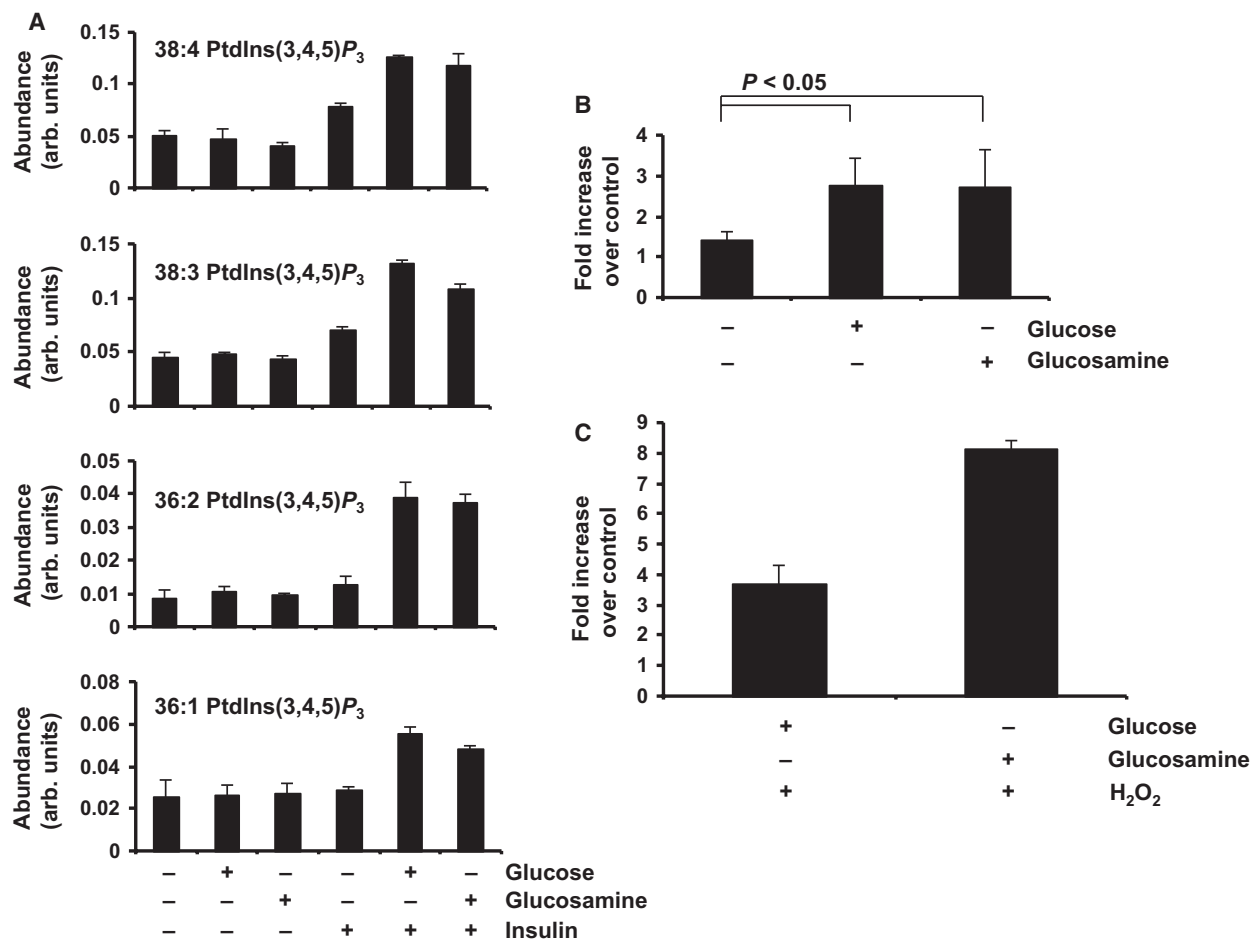 A
38:4 PtdIns(3,4,5)P₃
Abundance
(arb. units)
0.15
0.1
0.05
0
38:3 PtdIns(3,4,5)P₃
Abundance
(arb. units)
0.15
0.1
0.05
0
36:2 PtdIns(3,4,5)P₃
Abundance
(arb. units)
0.05
0.04
0.03
0.02
0.01
0
36:1 PtdIns(3,4,5)P₃
Abundance
(arb. units)
0.08
0.06
0.04
0.02
0
– + – – + – Glucose
– – + – – + Glucosamine
– – – + + + Insulin
B
P < 0.05
Fold increase
over control
4
3
2
1
0
– + – Glucose
– – + Glucosamine
C
Fold increase
over control
9
8
7
6
5
4
3
2
1
0
+ – Glucose
– + Glucosamine
+ + H₂O₂